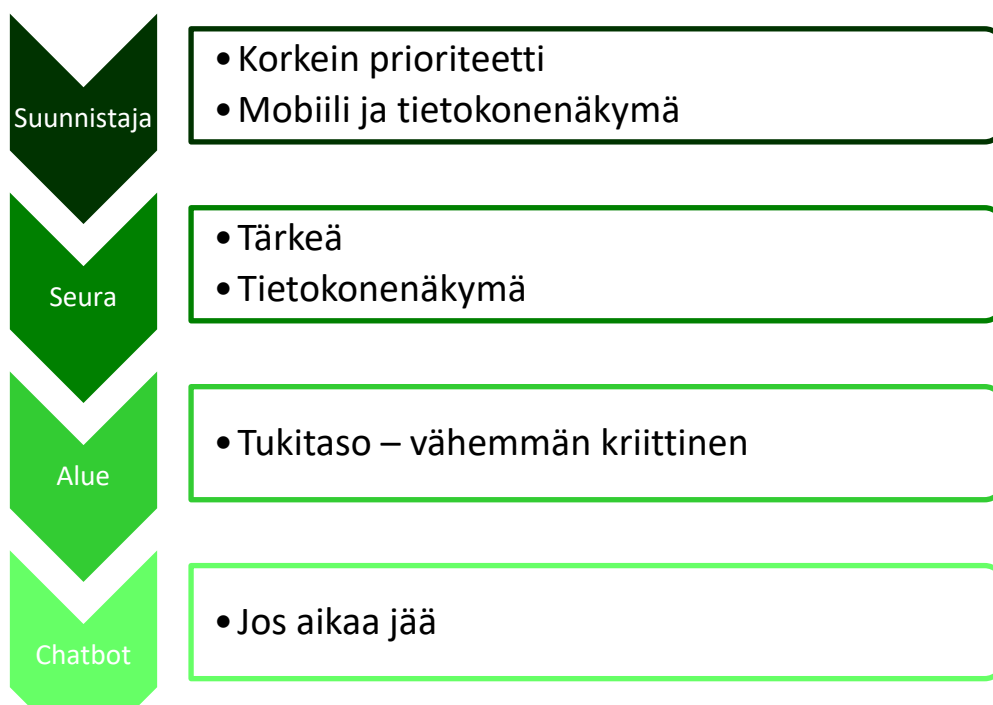 Suunnistaja
• Korkein prioriteetti
• Mobiili ja tietokonenäkymä
Seura
• Tärkeä
• Tietokonenäkymä
Alue
• Tukitaso – vähemmän kriittinen
Chatbot
• Jos aikaa jää